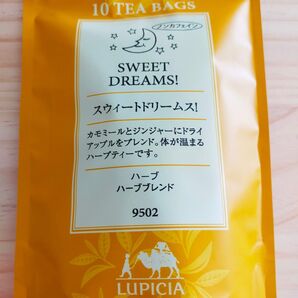 10 TEA BAGS
ノンカフェイン
SWEET
DREAMS!
スウィートドリームス!
カモミールとジンジャーにドライ
アップルをブレンド。体が温まる
ハーブティーです。
ハーブ
ハーブブレンド
9502
LUPICIA